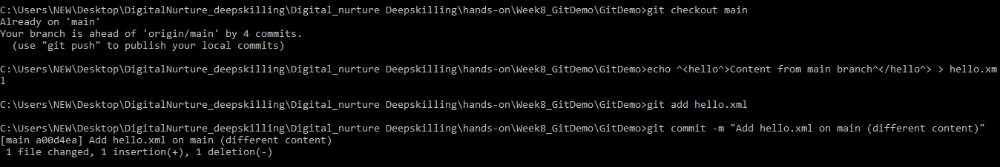 C:\Users\NEW\Desktop\DigitalNurture_deepskilling\Digital_nurture Deepskilling\hands-on\Week8_GitDemo\GitDemo>git checkout main
Already on 'main'
Your branch is ahead of 'origin/main' by 4 commits.
  (use "git push" to publish your local commits)
C:\Users\NEW\Desktop\DigitalNurture_deepskilling\Digital_nurture Deepskilling\hands-on\Week8_GitDemo\GitDemo>echo ^<hello^>Content from main branch^</hello^> > hello.xm
l
C:\Users\NEW\Desktop\DigitalNurture_deepskilling\Digital_nurture Deepskilling\hands-on\Week8_GitDemo\GitDemo>git add hello.xml
C:\Users\NEW\Desktop\DigitalNurture_deepskilling\Digital_nurture Deepskilling\hands-on\Week8_GitDemo\GitDemo>git commit -m "Add hello.xml on main (different content)"
[main a00d4ea] Add hello.xml on main (different content)
 1 file changed, 1 insertion(+), 1 deletion(-)